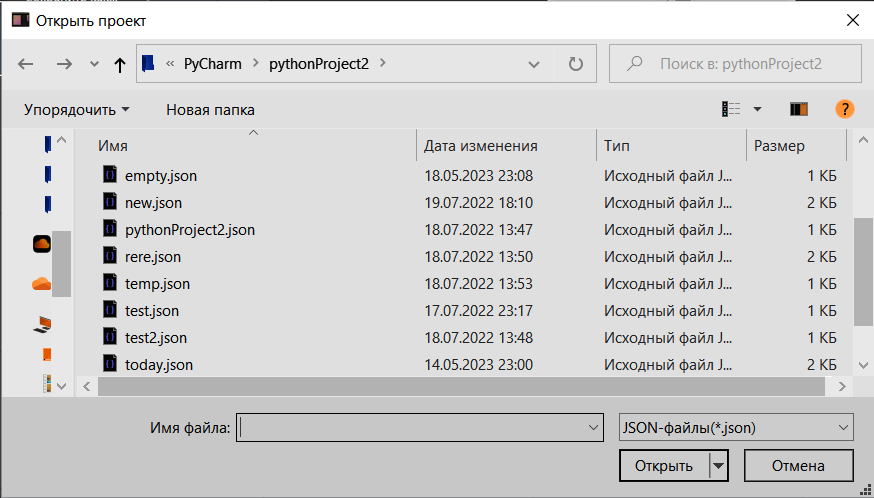 Открыть проект
« PyCharm > pythonProject2 >
Поиск в: pythonProject2
Упорядочить
Новая папка
?
Имя Дата изменения Тип Размер
empty.json 18.05.2023 23:08 Исходный файл J... 1 КБ
new.json 19.07.2022 18:10 Исходный файл J... 2 КБ
pythonProject2.json 18.07.2022 13:47 Исходный файл J... 1 КБ
rere.json 18.07.2022 13:50 Исходный файл J... 2 КБ
temp.json 18.07.2022 13:53 Исходный файл J... 1 КБ
test.json 17.07.2022 23:17 Исходный файл J... 1 КБ
test2.json 18.07.2022 13:48 Исходный файл J... 1 КБ
today.json 14.05.2023 23:00 Исходный файл J... 2 КБ
Имя файла:
JSON-файлы(*.json)
Открыть
Отмена